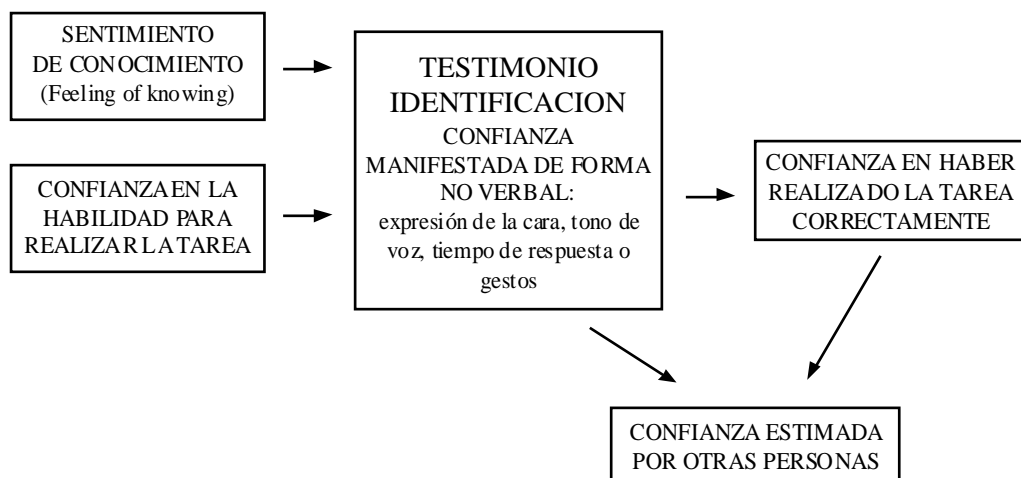 SENTIMIENTO
DE CONOCIMIENTO
(Feeling of knowing)
CONFIANZA EN LA
HABILIDAD PARA
REALIZAR LA TAREA
TESTIMONIO
IDENTIFICACION
CONFIANZA
MANIFESTADA DE FORMA
NO VERBAL:
expresión de la cara, tono de
voz, tiempo de respuesta o
gestos
CONFIANZA EN HABER
REALIZADO LA TAREA
CORRECTAMENTE
CONFIANZA ESTIMADA
POR OTRAS PERSONAS